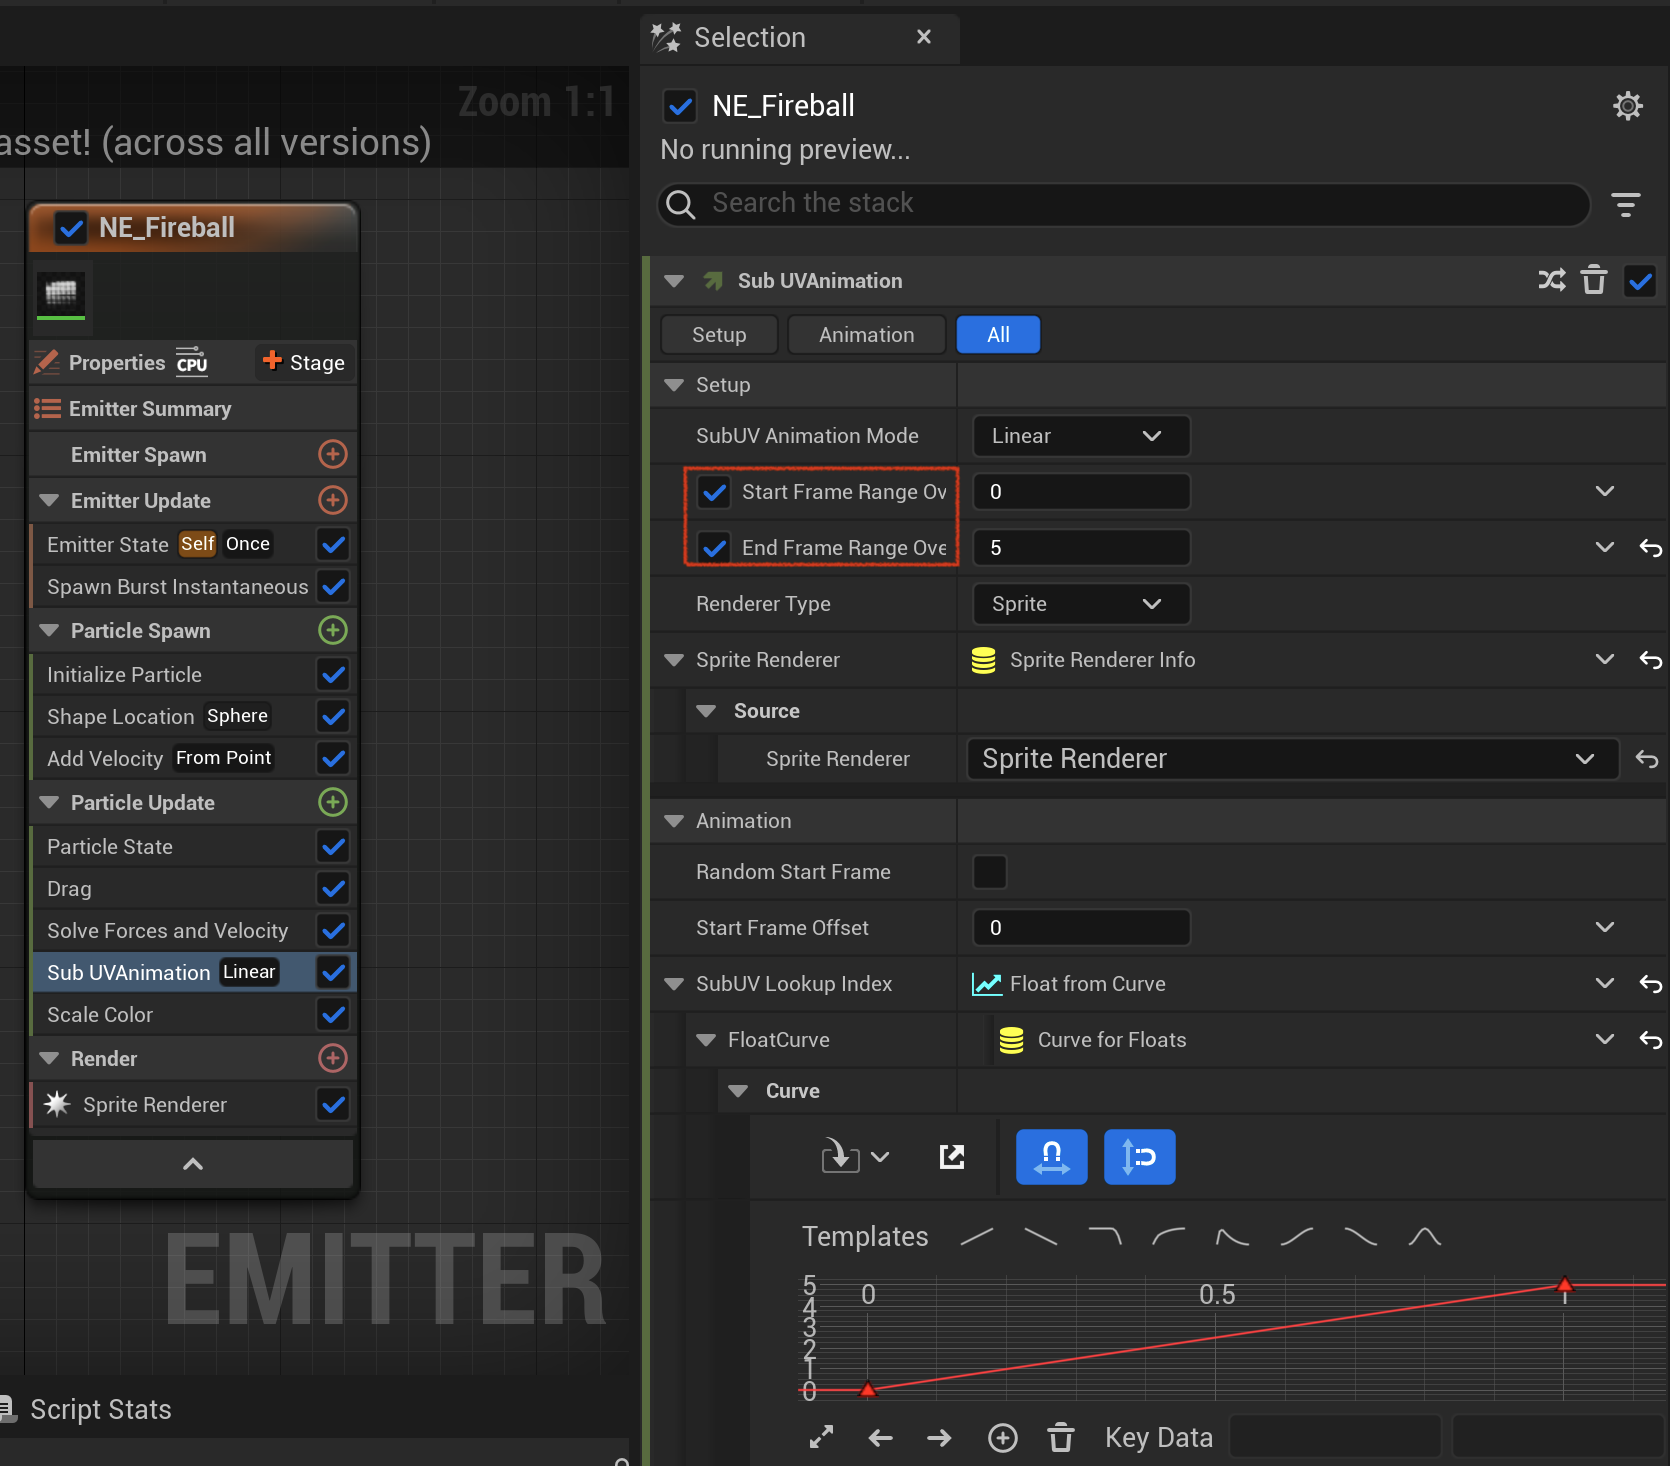 Selection
Zoom 1:1
asset! (across all versions)
NE_Fireball
Properties CPU Stage
Emitter Summary
Emitter Spawn
Emitter Update
Emitter State Self Once
Spawn Burst Instantaneous
Particle Spawn
Initialize Particle
Shape Location Sphere
Add Velocity From Point
Particle Update
Particle State
Drag
Solve Forces and Velocity
Sub UVAnimation Linear
Scale Color
Render
Sprite Renderer
EMITTER
Script Stats
NE_Fireball
No running preview...
Search the stack
Sub UVAnimation
Setup Animation All
Setup
SubUV Animation Mode Linear
Start Frame Range Ov 0
End Frame Range Ove 5
Renderer Type Sprite
Sprite Renderer Sprite Renderer Info
Source
Sprite Renderer Sprite Renderer
Animation
Random Start Frame
Start Frame Offset 0
SubUV Lookup Index Float from Curve
FloatCurve Curve for Floats
Curve
Templates
5
4
3
2
1
0
0 0.5 1
Key Data